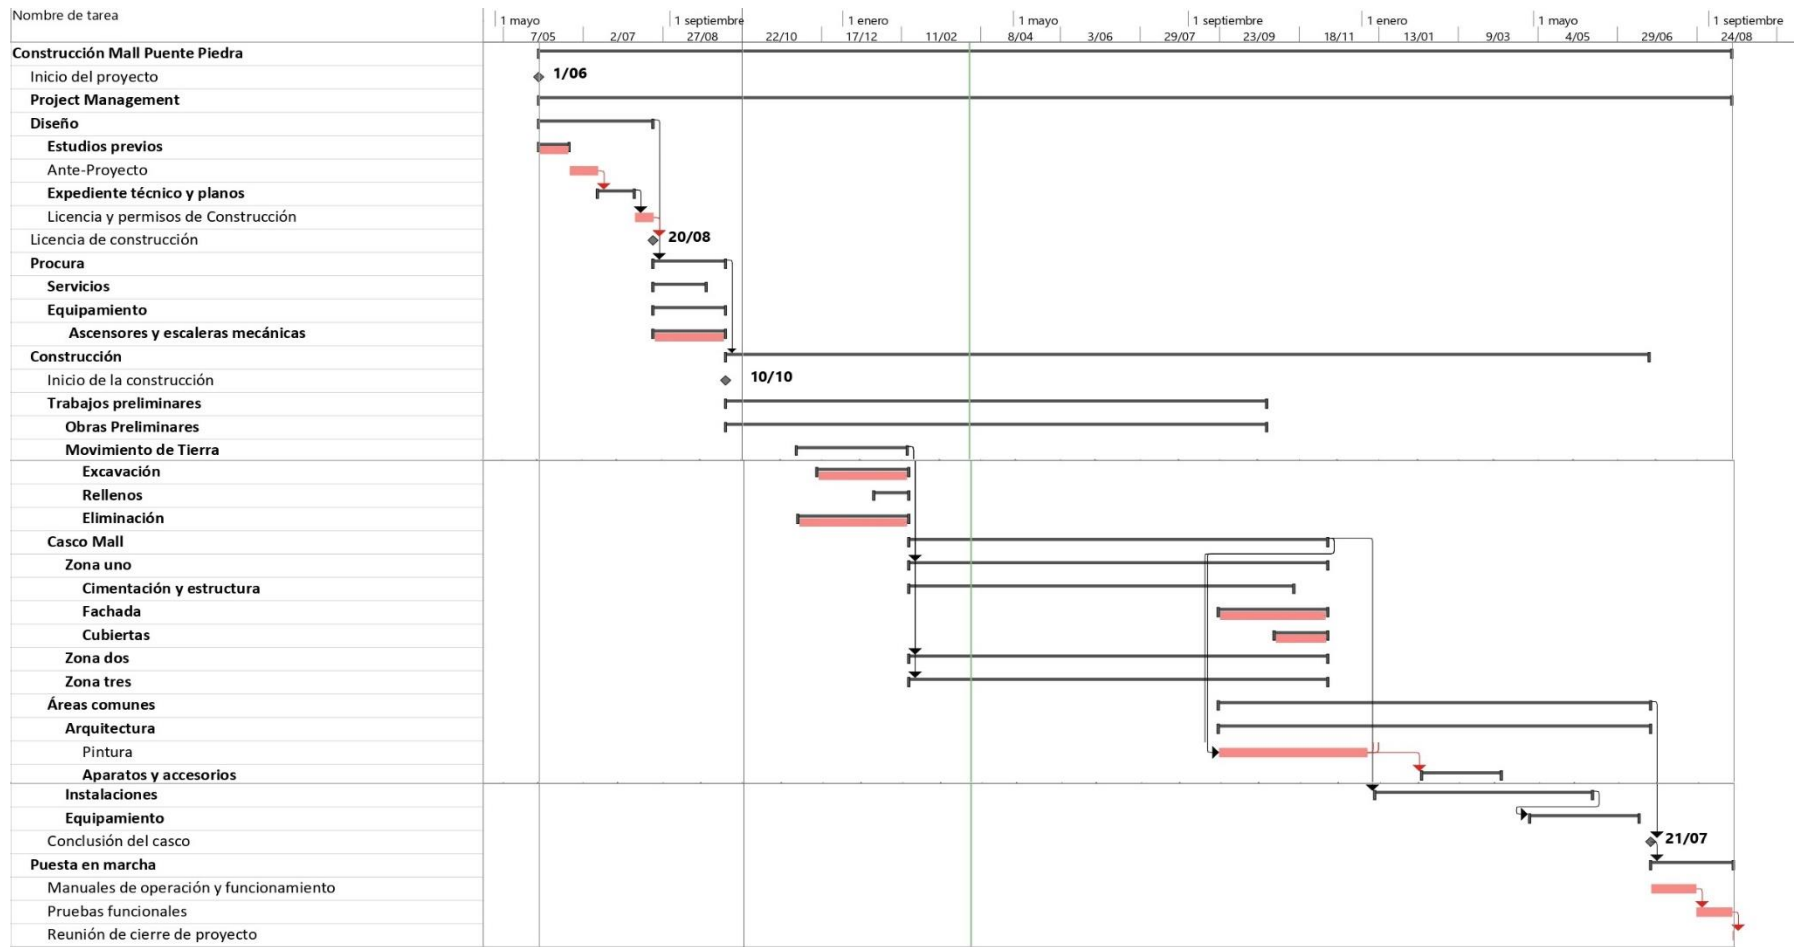 Nombre de tarea
1 mayo 1 septiembre 1 enero 1 mayo 1 septiembre 1 enero 1 mayo 1 septiembre
7/05 2/07 27/08 22/10 17/12 11/02 8/04 3/06 29/07 23/09 18/11 13/01 9/03 4/05 29/06 24/08
Construcción Mall Puente Piedra
Inicio del proyecto 1/06
Project Management
Diseño
Estudios previos
Ante-Proyecto
Expediente técnico y planos
Licencia y permisos de Construcción
Licencia de construcción 20/08
Procura
Servicios
Equipamiento
Ascensores y escaleras mecánicas
Construcción
Inicio de la construcción 10/10
Trabajos preliminares
Obras Preliminares
Movimiento de Tierra
Excavación
Rellenos
Eliminación
Casco Mall
Zona uno
Cimentación y estructura
Fachada
Cubiertas
Zona dos
Zona tres
Áreas comunes
Arquitectura
Pintura
Aparatos y accesorios
Instalaciones
Equipamiento
Conclusión del casco 21/07
Puesta en marcha
Manuales de operación y funcionamiento
Pruebas funcionales
Reunión de cierre de proyecto